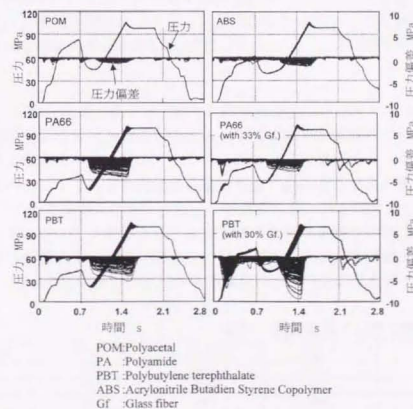 POM
ABS
圧力
圧力偏差
圧力 MPa
120
90
60
30
0
10
5
0
-5
-10
圧力偏差 MPa
PA66
PA66
(with 33% Gf.)
圧力 MPa
120
90
60
30
0
10
5
0
-5
-10
圧力偏差 MPa
PBT
PBT
(with 30% Gf.)
圧力 MPa
120
90
60
30
0
10
5
0
-5
-10
圧力偏差 MPa
0 0.7 1.4 2.1 2.8 0 0.7 1.4 2.1 2.8
時間 s 時間 s
POM:Polyacetal
PA :Polyamide
PBT :Polybutylene terephthalate
ABS :Acrylonitrile Butadien Styrene Copolymer
Gf :Glass fiber